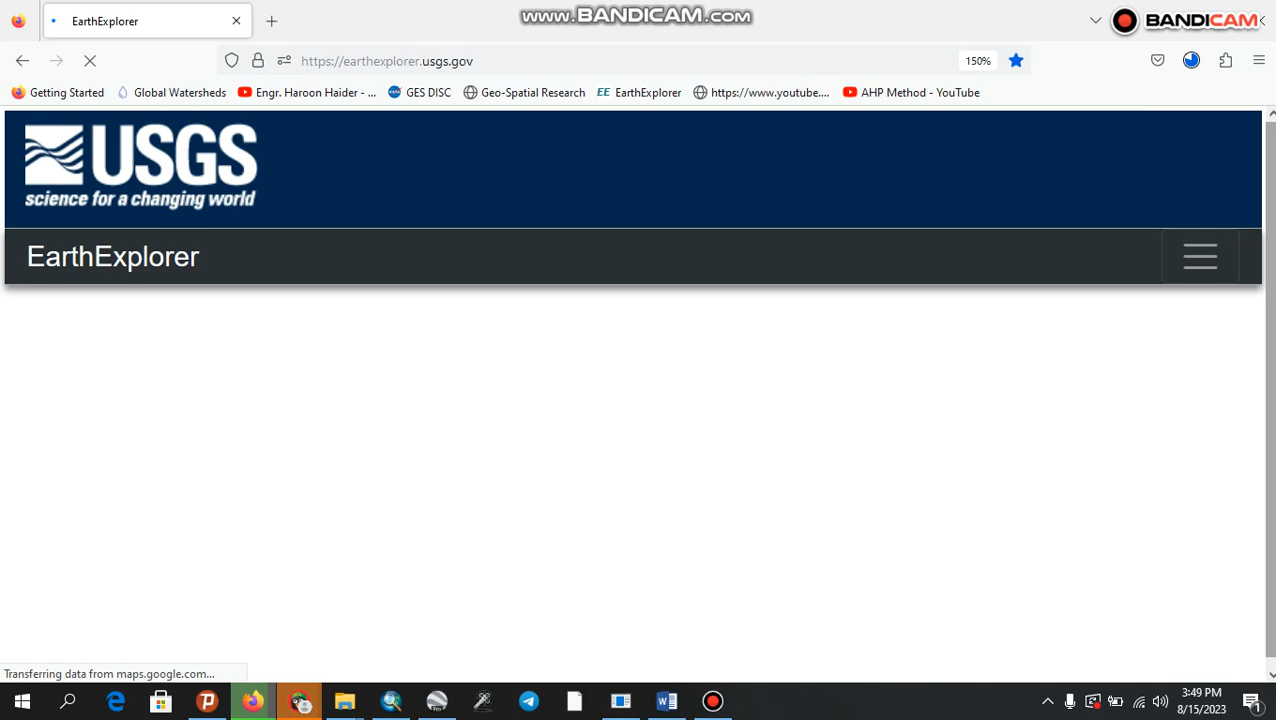 EarthExplorer
www.BANDICAM.com
BANDICAM
https://earthexplorer.usgs.gov
150%
Getting Started
Global Watersheds
Engr. Haroon Haider - ...
GES DISC
Geo-Spatial Research
EE EarthExplorer
https://www.youtube....
AHP Method - YouTube
USGS
science for a changing world
EarthExplorer
Transferring data from maps.google.com...
3:49 PM
8/15/2023
1